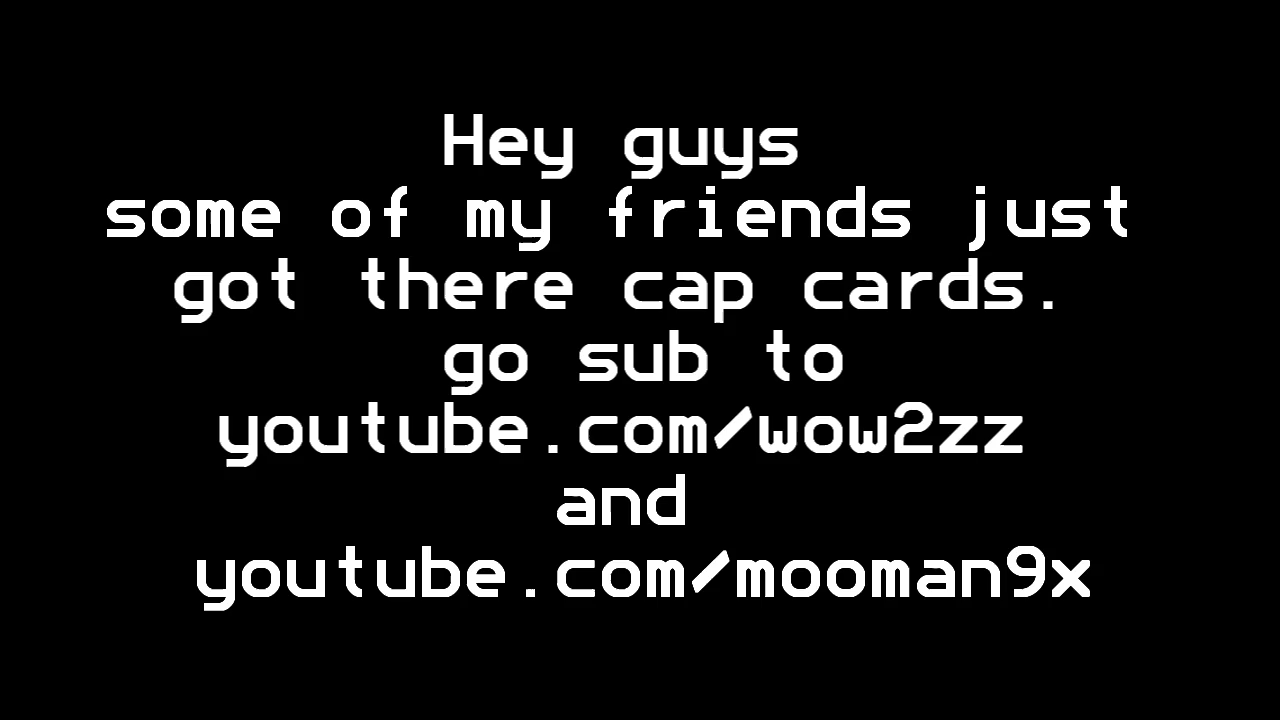 Hey guys
some of my friends just
got there cap cards.
go sub to
youtube.com/wow2zz
and
youtube.com/mooman9x